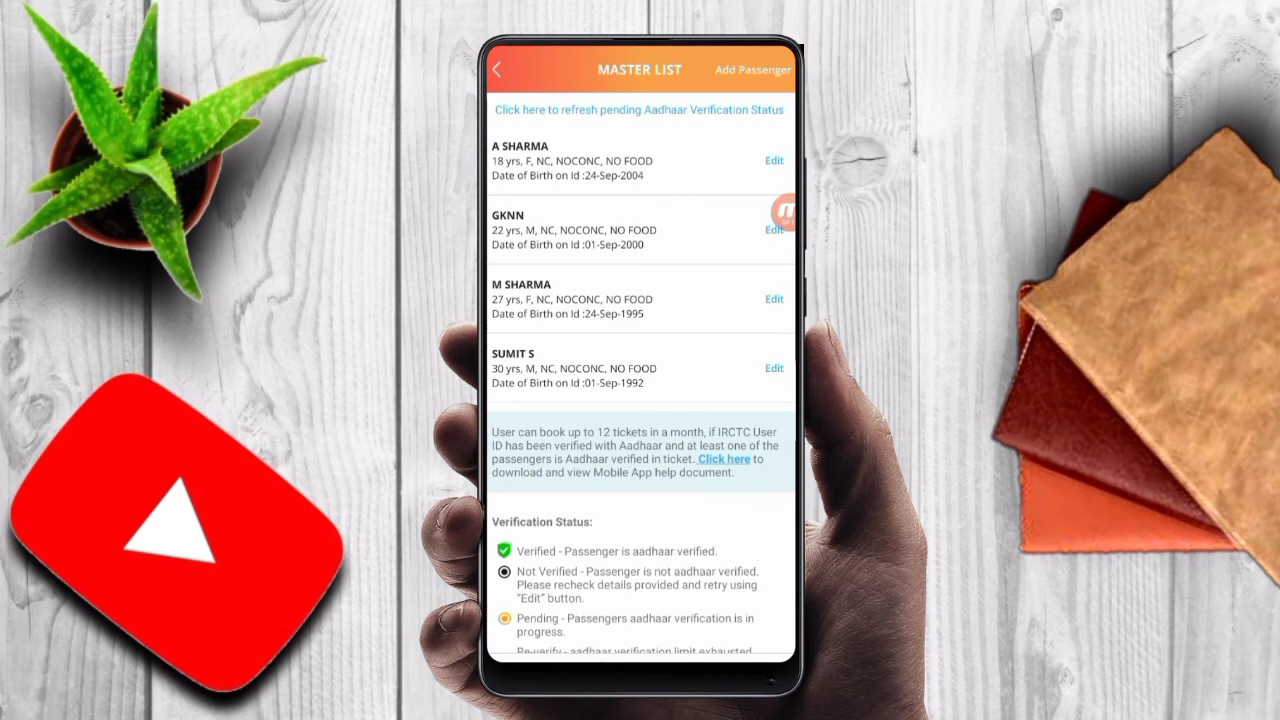 MASTER LIST
Add Passenger
Click here to refresh pending Aadhaar Verification Status
A SHARMA
18 yrs, F, NC, NOCONC, NO FOOD
Edit
Date of Birth on Id :24-Sep-2004
GKNN
22 yrs, M, NC, NOCONC, NO FOOD
Edit
Date of Birth on Id :01-Sep-2000
M SHARMA
27 yrs, F, NC, NOCONC, NO FOOD
Edit
Date of Birth on Id :24-Sep-1995
SUMIT S
30 yrs, M, NC, NOCONC, NO FOOD
Edit
Date of Birth on Id :01-Sep-1992
User can book up to 12 tickets in a month, if IRCTC User
ID has been verified with Aadhaar and at least one of the
passengers is Aadhaar verified in ticket. Click here to
download and view Mobile App help document.
Verification Status:
Verified - Passenger is aadhaar verified.
Not Verified - Passenger is not aadhaar verified.
Please recheck details provided and retry using
"Edit" button.
Pending - Passengers aadhaar verification is in
progress.
Re-verify - aadhaar verification limit exhausted